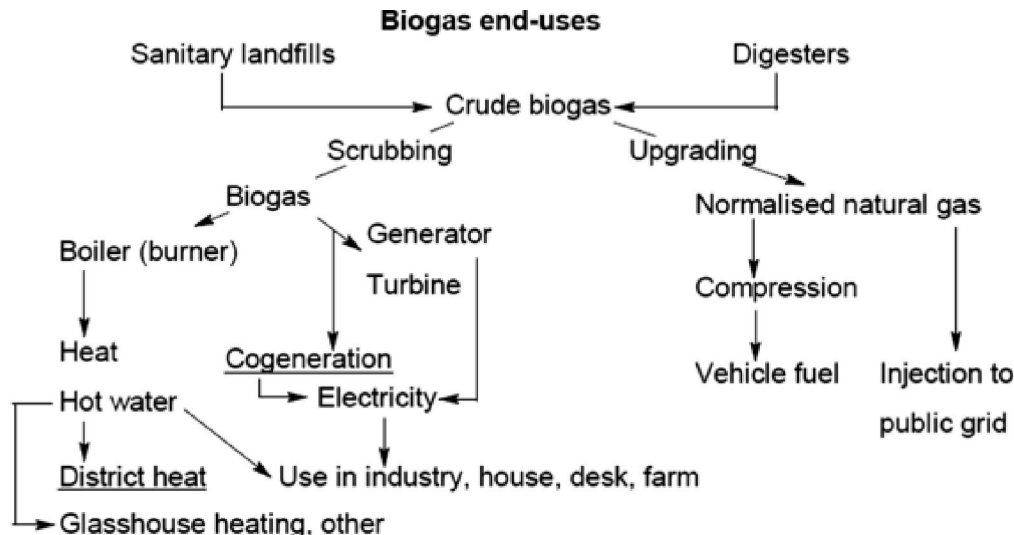 Biogas end-uses
Sanitary landfills
Digesters
Crude biogas
Scrubbing
Upgrading
Biogas
Normalised natural gas
Generator
Boiler (burner)
Turbine
Compression
Heat
Cogeneration
Vehicle fuel
Injection to
Hot water
Electricity
public grid
District heat
Use in industry, house, desk, farm
Glasshouse heating, other